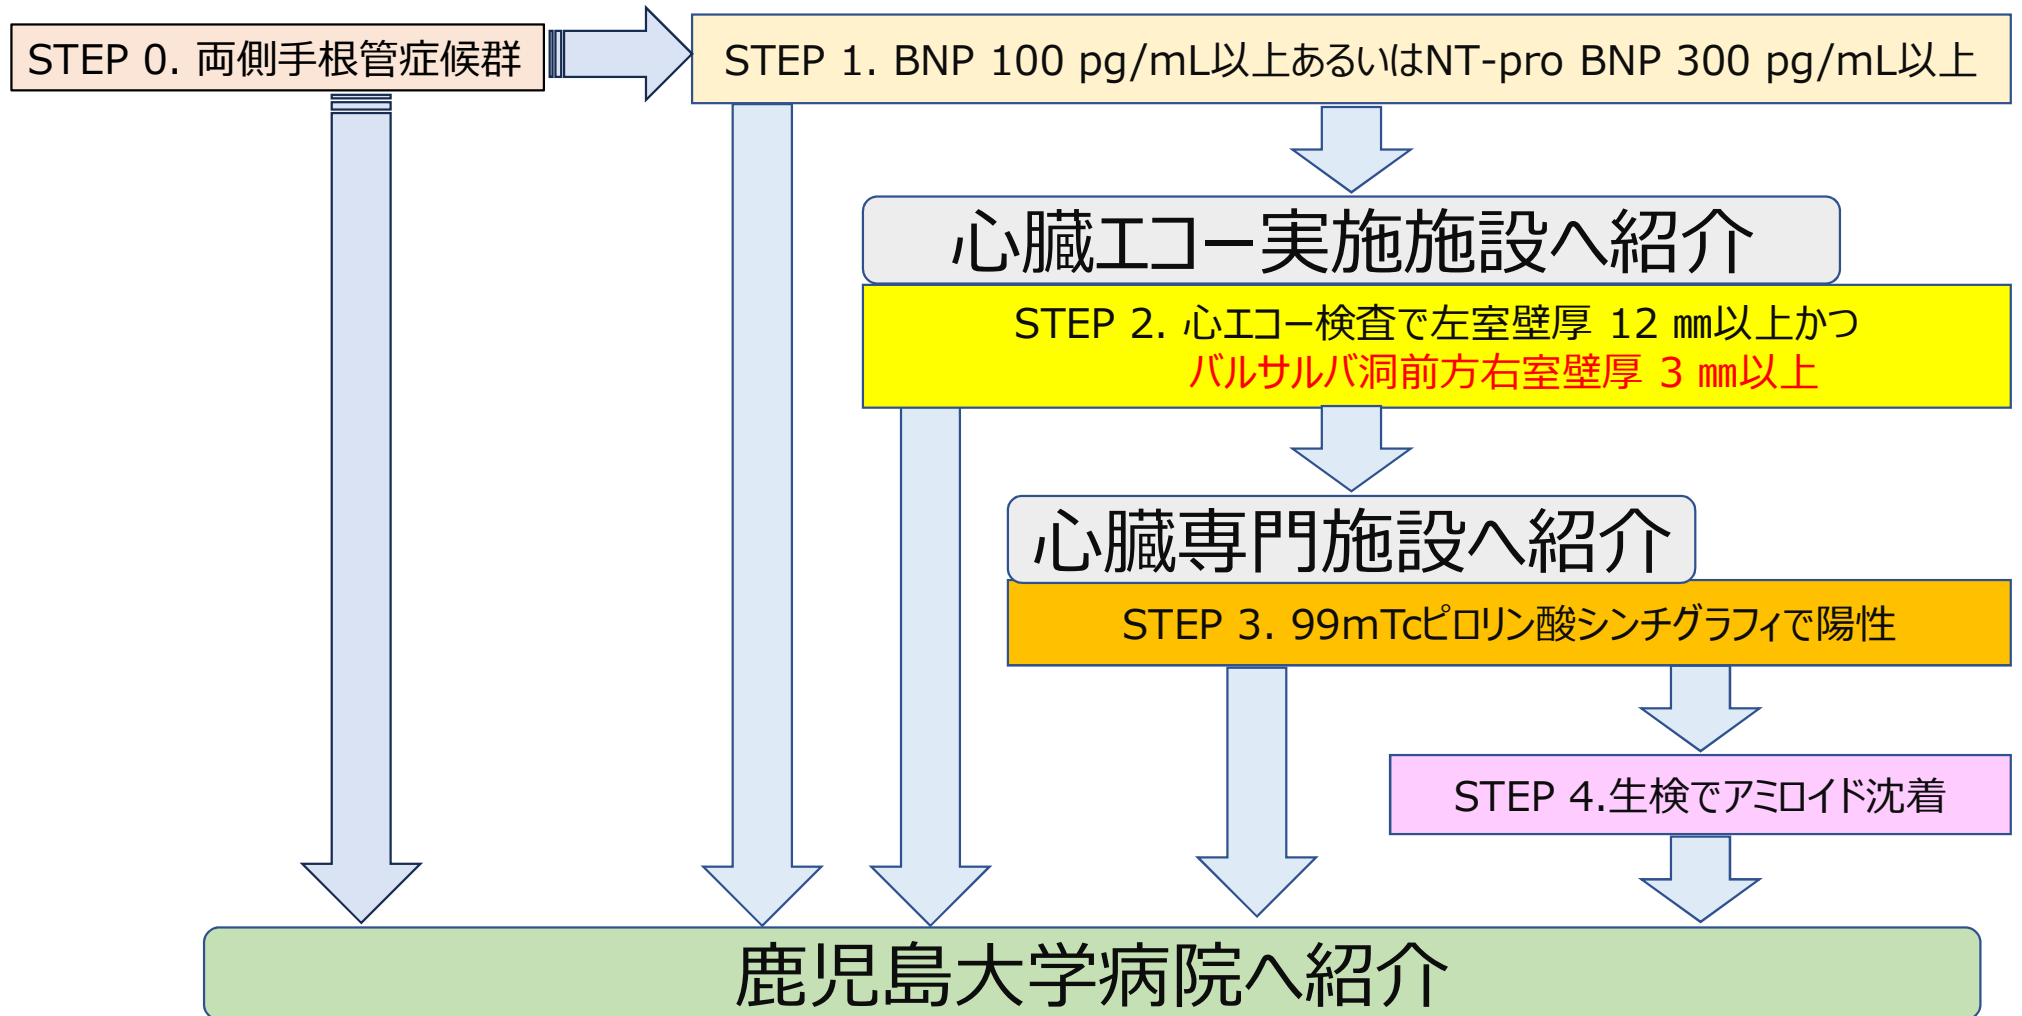 STEP 0. 両側手根管症候群
STEP 1. BNP 100 pg/mL以上あるいはNT-pro BNP 300 pg/mL以上
心臓エコー実施施設へ紹介
STEP 2. 心エコー検査で左室壁厚 12 ㎜以上かつ
バルサルバ洞前方右室壁厚 3 ㎜以上
心臓専門施設へ紹介
STEP 3. 99mTcピロリン酸シンチグラフィで陽性
STEP 4.生検でアミロイド沈着
鹿児島大学病院へ紹介